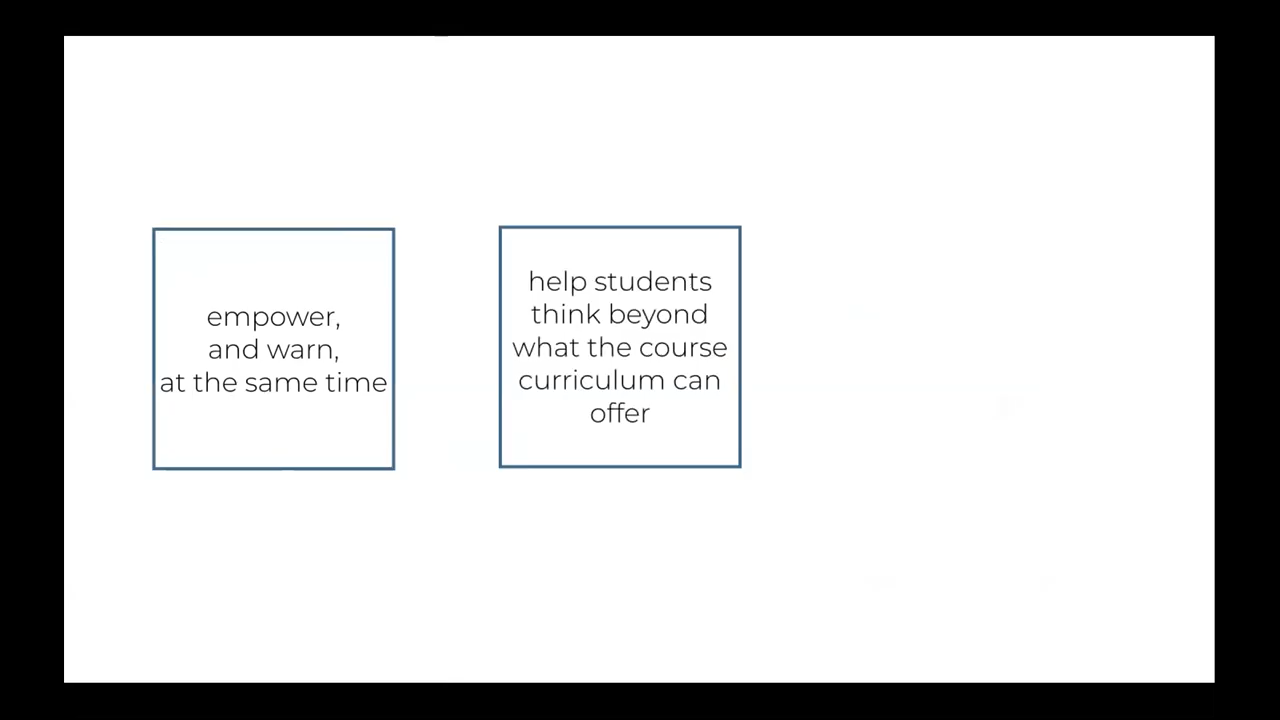 empower,
and warn,
at the same time
help students
think beyond
what the course
curriculum can
offer